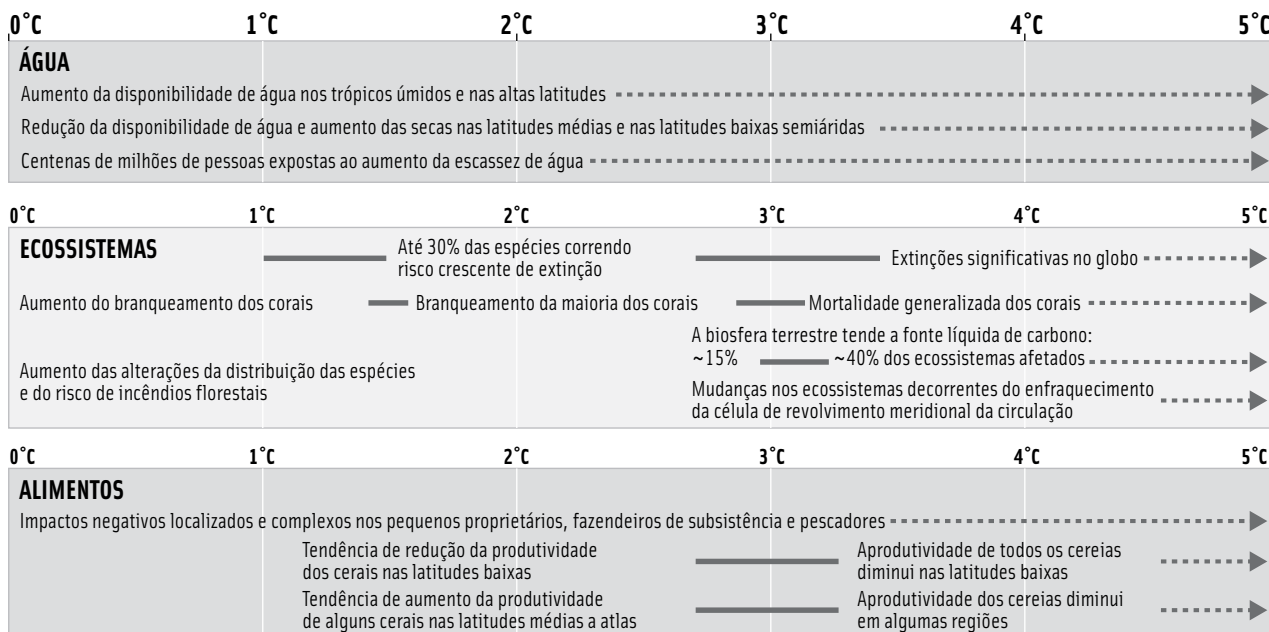 0°C 1°C 2°C 3°C 4°C 5°C
ÁGUA
Aumento da disponibilidade de água nos trópicos úmidos e nas altas latitudes
Redução da disponibilidade de água e aumento das secas nas latitudes médias e nas latitudes baixas semiáridas
Centenas de milhões de pessoas expostas ao aumento da escassez de água
0°C 1°C 2°C 3°C 4°C 5°C
ECOSSISTEMAS
Até 30% das espécies correndo
risco crescente de extinção
Extinções significativas no globo
Aumento do branqueamento dos corais
Branqueamento da maioria dos corais
Mortalidade generalizada dos corais
A biosfera terrestre tende a fonte líquida de carbono:
~15% ~40% dos ecossistemas afetados
Aumento das alterações da distribuição das espécies
e do risco de incêndios florestais
Mudanças nos ecossistemas decorrentes do enfraquecimento
da célula de revolvimento meridional da circulação
0°C 1°C 2°C 3°C 4°C 5°C
ALIMENTOS
Impactos negativos localizados e complexos nos pequenos proprietários, fazendeiros de subsistência e pescadores
Tendência de redução da produtividade
dos cerais nas latitudes baixas
Aprodutividade de todos os cereias
diminui nas latitudes baixas
Tendência de aumento da produtividade
de alguns cerais nas latitudes médias a atlas
Aprodutividade dos cereias diminui
em algumas regiões